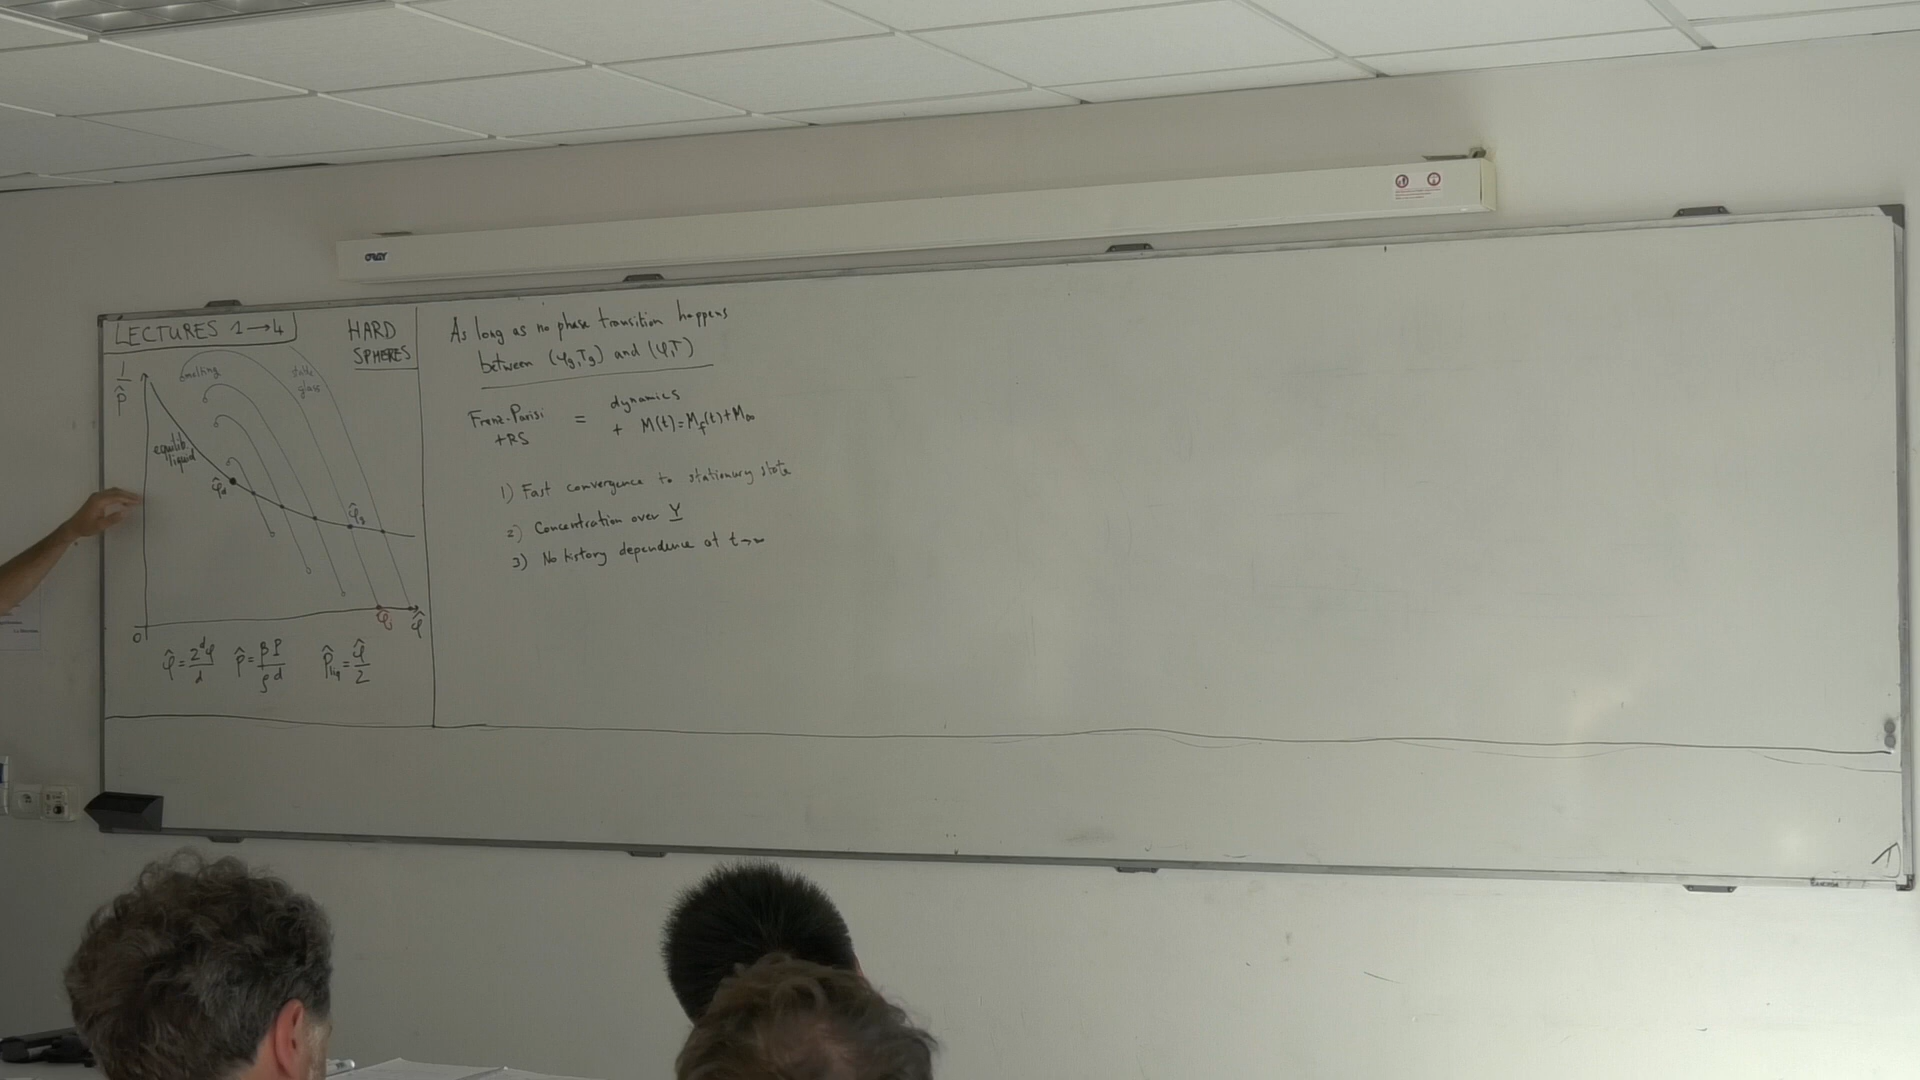 LECTURES 1→4
HARD
SPHERES
1/p̂
melting
stable
glass
equilib.
liquid
φ̂d
φ̂g
φ̂j
φ̂
0
φ̂ = 2^d φ / d   p̂ = βP / ρd   p̂liq = φ̂ / 2
As long as no phase transition happens
between (φg,Tg) and (φ,T)
Franz-Parisi
+RS
=
dynamics
+ M(t)=Mf(t)+M∞
1) Fast convergence to stationary state
2) Concentration over Y
3) No history dependence at t→∞
oray